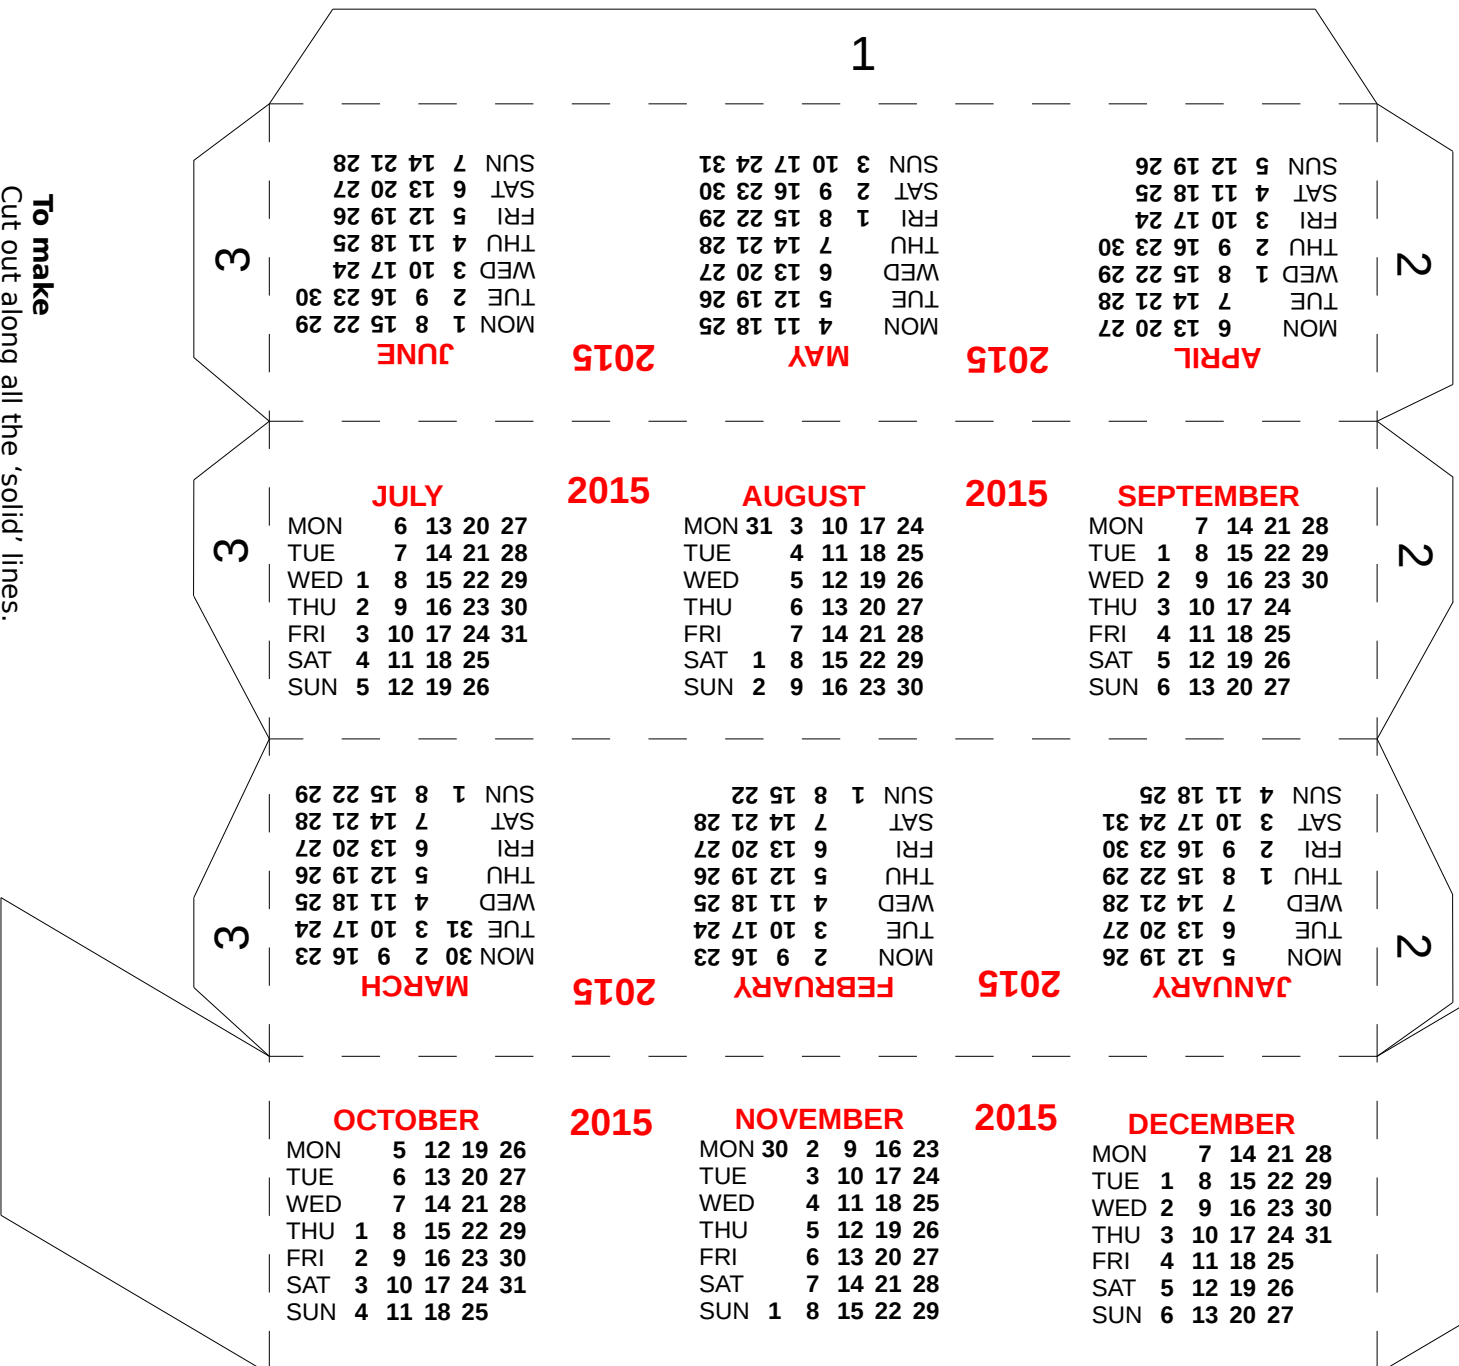 To make
Cut out along all the ‘solid’ lines.
1
3
2
JUNE 2015 MAY 2015 APRIL
JUNE
MON 1 8 15 22 29
TUE 2 9 16 23 30
WED 3 10 17 24
THU 4 11 18 25
FRI 5 12 19 26
SAT 6 13 20 27
SUN 7 14 21 28
MAY
MON 4 11 18 25
TUE 5 12 19 26
WED 6 13 20 27
THU 7 14 21 28
FRI 1 8 15 22 29
SAT 2 9 16 23 30
SUN 3 10 17 24 31
APRIL
MON 6 13 20 27
TUE 7 14 21 28
WED 1 8 15 22 29
THU 2 9 16 23 30
FRI 3 10 17 24
SAT 4 11 18 25
SUN 5 12 19 26
3
2
JULY 2015 AUGUST 2015 SEPTEMBER
MON 6 13 20 27
TUE 7 14 21 28
WED 1 8 15 22 29
THU 2 9 16 23 30
FRI 3 10 17 24 31
SAT 4 11 18 25
SUN 5 12 19 26
MON 31 3 10 17 24
TUE 4 11 18 25
WED 5 12 19 26
THU 6 13 20 27
FRI 7 14 21 28
SAT 1 8 15 22 29
SUN 2 9 16 23 30
MON 7 14 21 28
TUE 1 8 15 22 29
WED 2 9 16 23 30
THU 3 10 17 24
FRI 4 11 18 25
SAT 5 12 19 26
SUN 6 13 20 27
3
2
JANUARY 2015 FEBRUARY 2015 MARCH
MON 5 12 19 26
TUE 6 13 20 27
WED 7 14 21 28
THU 1 8 15 22 29
FRI 2 9 16 23 30
SAT 3 10 17 24 31
SUN 4 11 18 25
MON 2 9 16 23
TUE 3 10 17 24
WED 4 11 18 25
THU 5 12 19 26
FRI 6 13 20 27
SAT 7 14 21 28
SUN 1 8 15 22
MON 30 2 9 16 23
TUE 31 3 10 17 24
WED 4 11 18 25
THU 5 12 19 26
FRI 6 13 20 27
SAT 7 14 21 28
SUN 1 8 15 22 29
OCTOBER 2015 NOVEMBER 2015 DECEMBER
MON 5 12 19 26
TUE 6 13 20 27
WED 7 14 21 28
THU 1 8 15 22 29
FRI 2 9 16 23 30
SAT 3 10 17 24 31
SUN 4 11 18 25
MON 30 2 9 16 23
TUE 3 10 17 24
WED 4 11 18 25
THU 5 12 19 26
FRI 6 13 20 27
SAT 7 14 21 28
SUN 1 8 15 22 29
MON 7 14 21 28
TUE 1 8 15 22 29
WED 2 9 16 23 30
THU 3 10 17 24 31
FRI 4 11 18 25
SAT 5 12 19 26
SUN 6 13 20 27